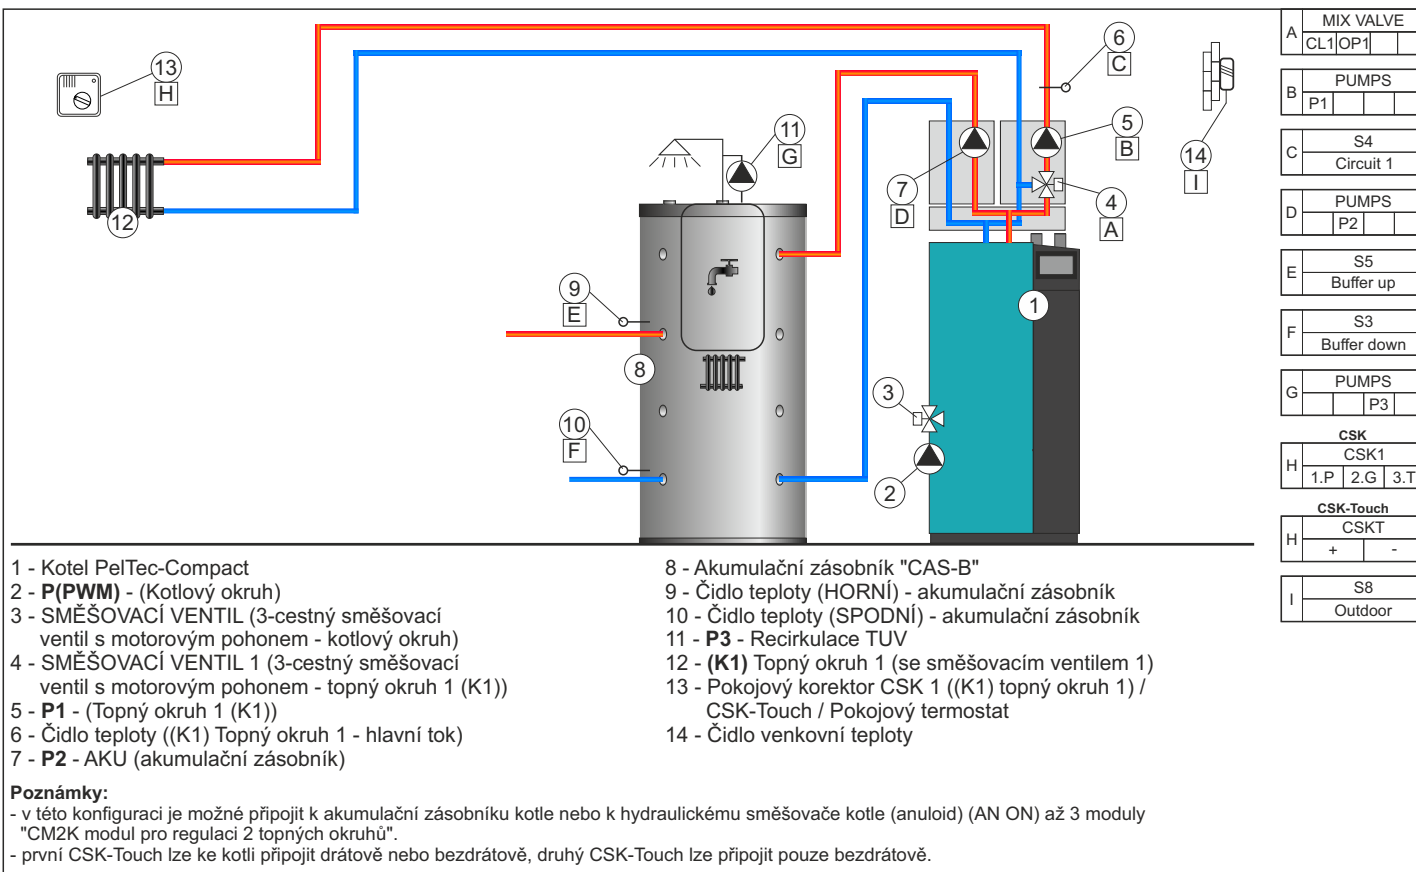 13
H
12
11
G
9
E
8
10
F
6
C
5
B
7
D
4
A
14
I
1
3
2
A
MIX VALVE
CL1 OP1
B
PUMPS
P1
C
S4
Circuit 1
D
PUMPS
P2
E
S5
Buffer up
F
S3
Buffer down
G
PUMPS
P3
CSK
H
CSK1
1.P 2.G 3.T
CSK-Touch
H
CSKT
+ -
I
S8
Outdoor
1 - Kotel PelTec-Compact
2 - P(PWM) - (Kotlový okruh)
3 - SMĚŠOVACÍ VENTIL (3-cestný směšovací
ventil s motorovým pohonem - kotlový okruh)
4 - SMĚŠOVACÍ VENTIL 1 (3-cestný směšovací
ventil s motorovým pohonem - topný okruh 1 (K1))
5 - P1 - (Topný okruh 1 (K1))
6 - Čidlo teploty ((K1) Topný okruh 1 - hlavní tok)
7 - P2 - AKU (akumulační zásobník)
8 - Akumulační zásobník "CAS-B"
9 - Čidlo teploty (HORNÍ) - akumulační zásobník
10 - Čidlo teploty (SPODNÍ) - akumulační zásobník
11 - P3 - Recirkulace TUV
12 - (K1) Topný okruh 1 (se směšovacím ventilem 1)
13 - Pokojový korektor CSK 1 ((K1) topný okruh 1) /
CSK-Touch / Pokojový termostat
14 - Čidlo venkovní teploty
Poznámky:
- v této konfiguraci je možné připojit k akumulační zásobníku kotle nebo k hydraulickému směšovače kotle (anuloid) (AN ON) až 3 moduly
"CM2K modul pro regulaci 2 topných okruhů".
- první CSK-Touch lze ke kotli připojit drátově nebo bezdrátově, druhý CSK-Touch lze připojit pouze bezdrátově.